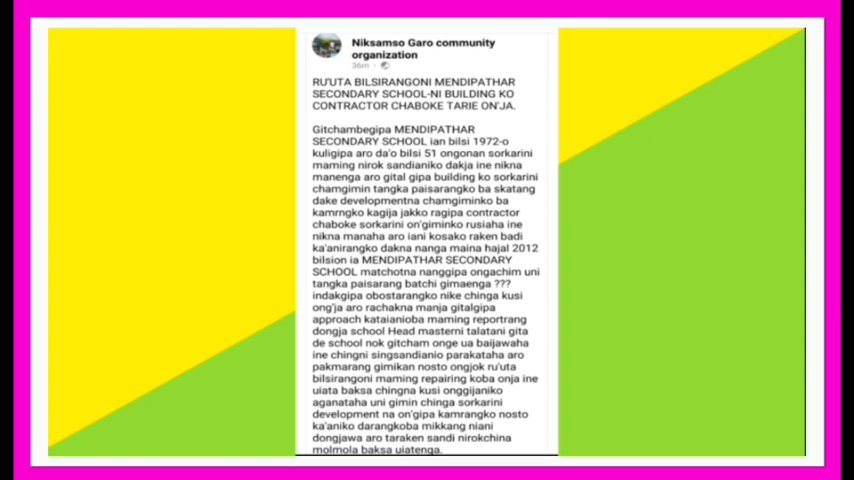 Niksamso Garo community
organization
36m
RU'UTA BILSIRANGONI MENDIPATHAR
SECONDARY SCHOOL-NI BUILDING KO
CONTRACTOR CHABOKE TARIE ON'JA.
Gitchambegipa MENDIPATHAR
SECONDARY SCHOOL ian bilsi 1972-o
kuligipa aro da'o bilsi 51 ongonan sorkarini
maming nirok sandianiko dakja ine nikna
manenga aro gital gipa building ko sorkarini
chamgimin tangka paisarangko ba skatang
dake developmentna chamgiminko ba
kamrngko kagija jakko ragipa contractor
chaboke sorkarini on'giminko rusiaha ine
nikna manaha aro iani kosako raken badi
ka'anirangko dakna nanga maina hajal 2012
bilsion ia MENDIPATHAR SECONDARY
SCHOOL matchotna nanggipa ongachim uni
tangka paisarang batchi gimaenga ???
indakgipa obostarangko nike chinga kusi
ong'ja aro rachakna manja gitalgipa
approach kataianioba maming reportrang
dongja school Head masterni talatani gita
de school nok gitcham onge ua baijawaha
ine chingni singsandianio parakataha aro
pakmarang gimikan nosto ongjok ru'uta
bilsirangoni maming repairing koba onja ine
uiata baksa chingna kusi onggijaniko
aganataha uni gimin chinga sorkarini
development na on'gipa kamrangko nosto
ka'aniko darangkoba mikkang niani
dongjawa aro taraken sandi nirokchina
molmola baksa uiatenga.